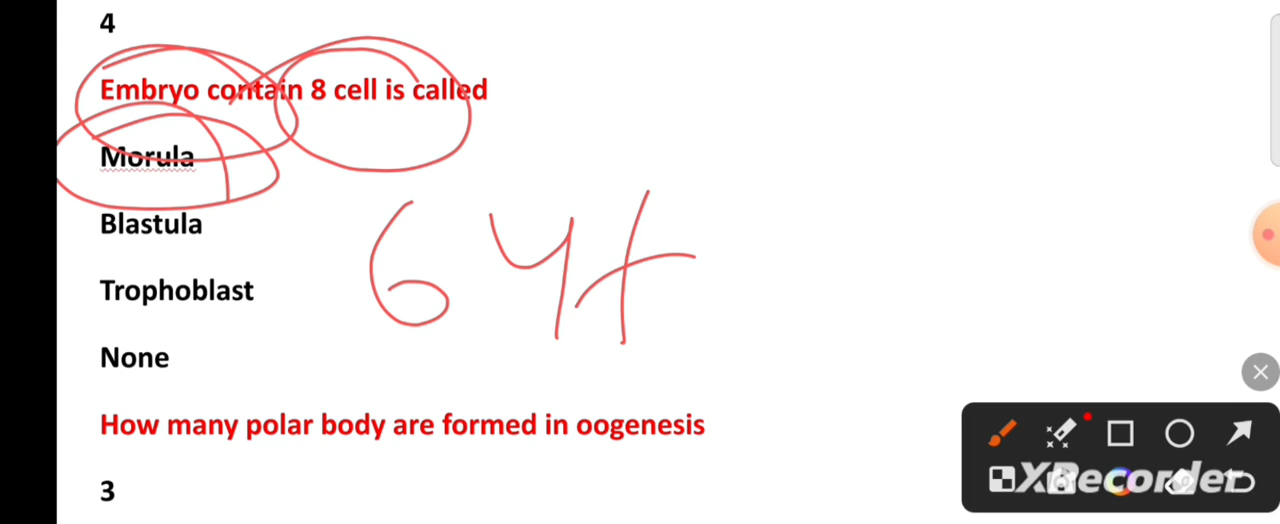 4
Embryo contain 8 cell is called
Morula
Blastula
64+
Trophoblast
None
How many polar body are formed in oogenesis
XRecorder
3